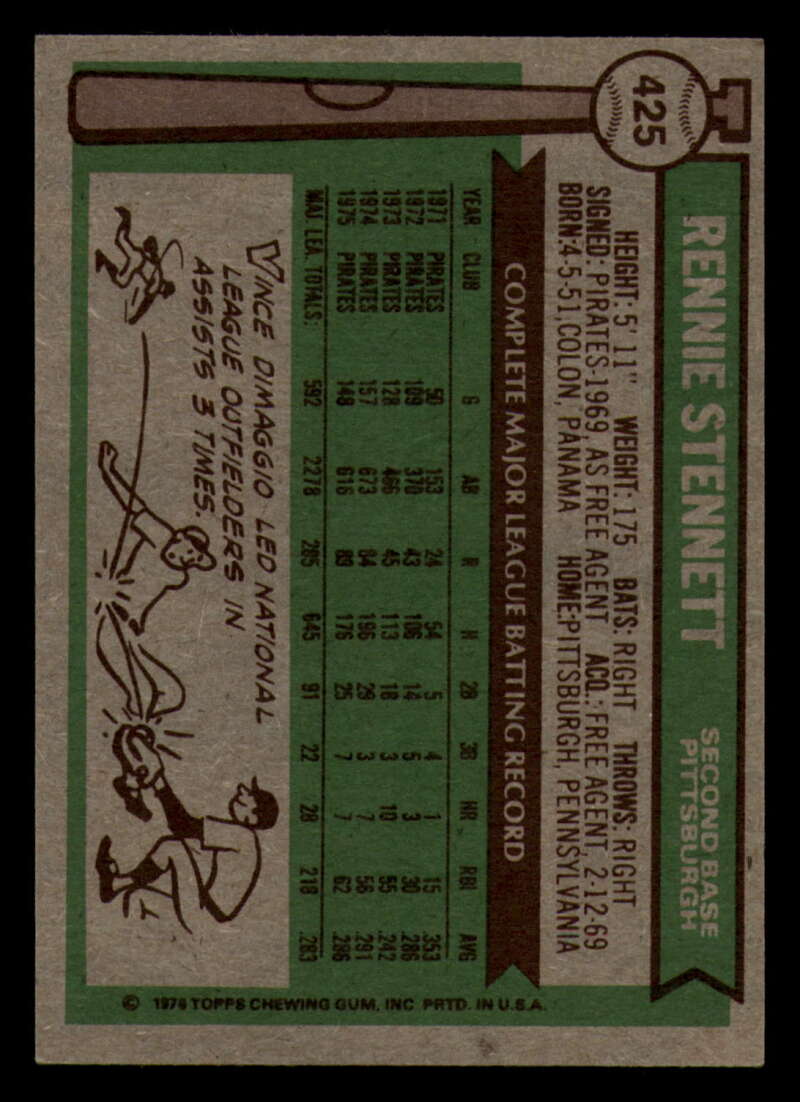 425
RENNIE STENNETT
SECOND BASE
PITTSBURGH
HEIGHT: 5' 11" WEIGHT: 175 BATS: RIGHT THROWS: RIGHT
SIGNED: PIRATES-1969, AS FREE AGENT ACQ.: FREE AGENT, 2-12-69
BORN: 4-5-51, COLON, PANAMA HOME: PITTSBURGH, PENNSYLVANIA
COMPLETE MAJOR LEAGUE BATTING RECORD
YEAR CLUB G AB R H 2B 3B HR RBI AVG
1971 PIRATES 50 153 24 54 5 4 1 15 .353
1972 PIRATES 109 370 43 106 14 5 3 30 .286
1973 PIRATES 128 466 45 113 18 3 10 55 .242
1974 PIRATES 157 673 84 196 29 3 7 56 .291
1975 PIRATES 148 616 89 176 25 7 7 62 .286
MAJ. LEA. TOTALS: 592 2278 285 645 91 22 28 218 .283
VINCE DIMAGGIO LED NATIONAL
LEAGUE OUTFIELDERS IN
ASSISTS 3 TIMES.
© 1976 TOPPS CHEWING GUM, INC PRTD. IN U.S.A.